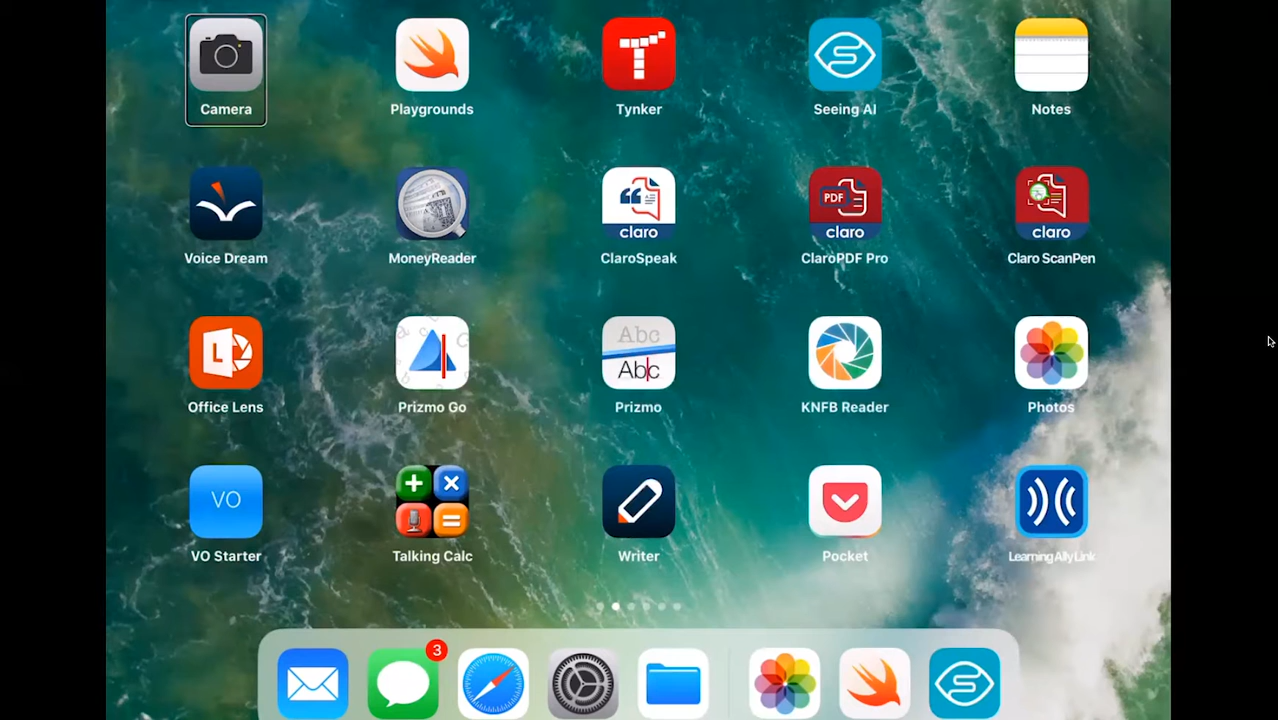 Camera
Playgrounds
Tynker
Seeing AI
Notes
PDF
claro
claro
claro
Voice Dream
MoneyReader
ClaroSpeak
ClaroPDF Pro
Claro ScanPen
L
Abc
Abc
Office Lens
Prizmo Go
Prizmo
KNFB Reader
Photos
VO
VO Starter
Talking Calc
Writer
Pocket
Learning Ally Link
3